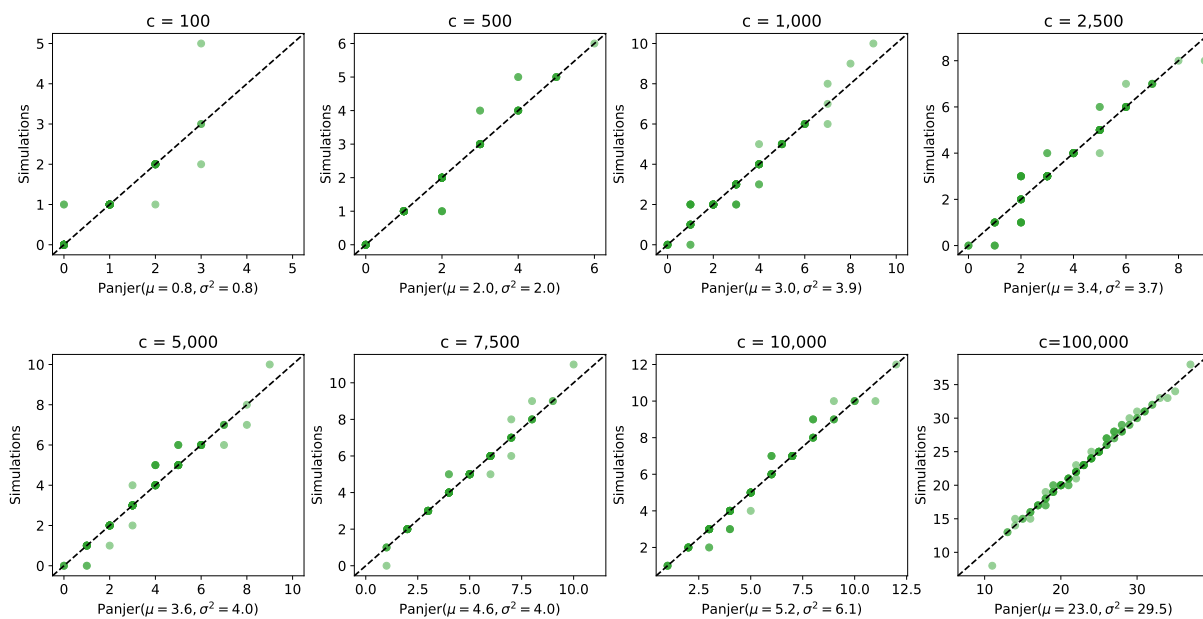 c = 100
c = 500
c = 1,000
c = 2,500
Simulations
5
4
3
2
1
0
Simulations
6
5
4
3
2
1
0
Simulations
10
8
6
4
2
0
Simulations
8
6
4
2
0
0 1 2 3 4 5
0 2 4 6
0 2 4 6 8 10
0 2 4 6 8
Panjer(μ = 0.8, σ² = 0.8)
Panjer(μ = 2.0, σ² = 2.0)
Panjer(μ = 3.0, σ² = 3.9)
Panjer(μ = 3.4, σ² = 3.7)
c = 5,000
c = 7,500
c = 10,000
c=100,000
Simulations
10
8
6
4
2
0
Simulations
10
8
6
4
2
0
Simulations
12
10
8
6
4
2
Simulations
35
30
25
20
15
10
0 2 4 6 8 10
0.0 2.5 5.0 7.5 10.0
2.5 5.0 7.5 10.0 12.5
10 20 30
Panjer(μ = 3.6, σ² = 4.0)
Panjer(μ = 4.6, σ² = 4.0)
Panjer(μ = 5.2, σ² = 6.1)
Panjer(μ = 23.0, σ² = 29.5)